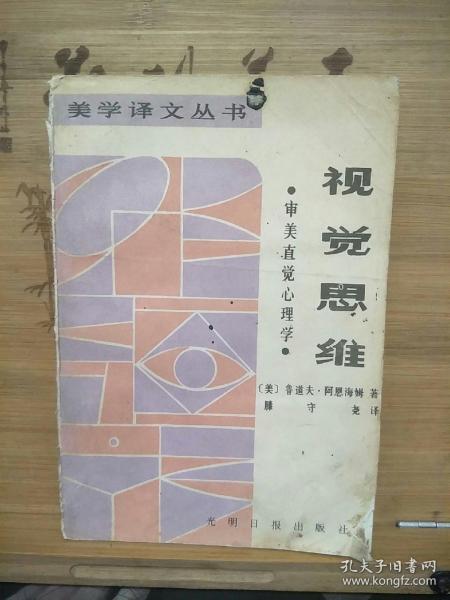 美学译文丛书
视觉思维
·审美直觉心理学·
〔美〕鲁道夫·阿恩海姆 著
滕守尧 译
光明日报出版社
孔夫子旧书网
www.kongfz.com